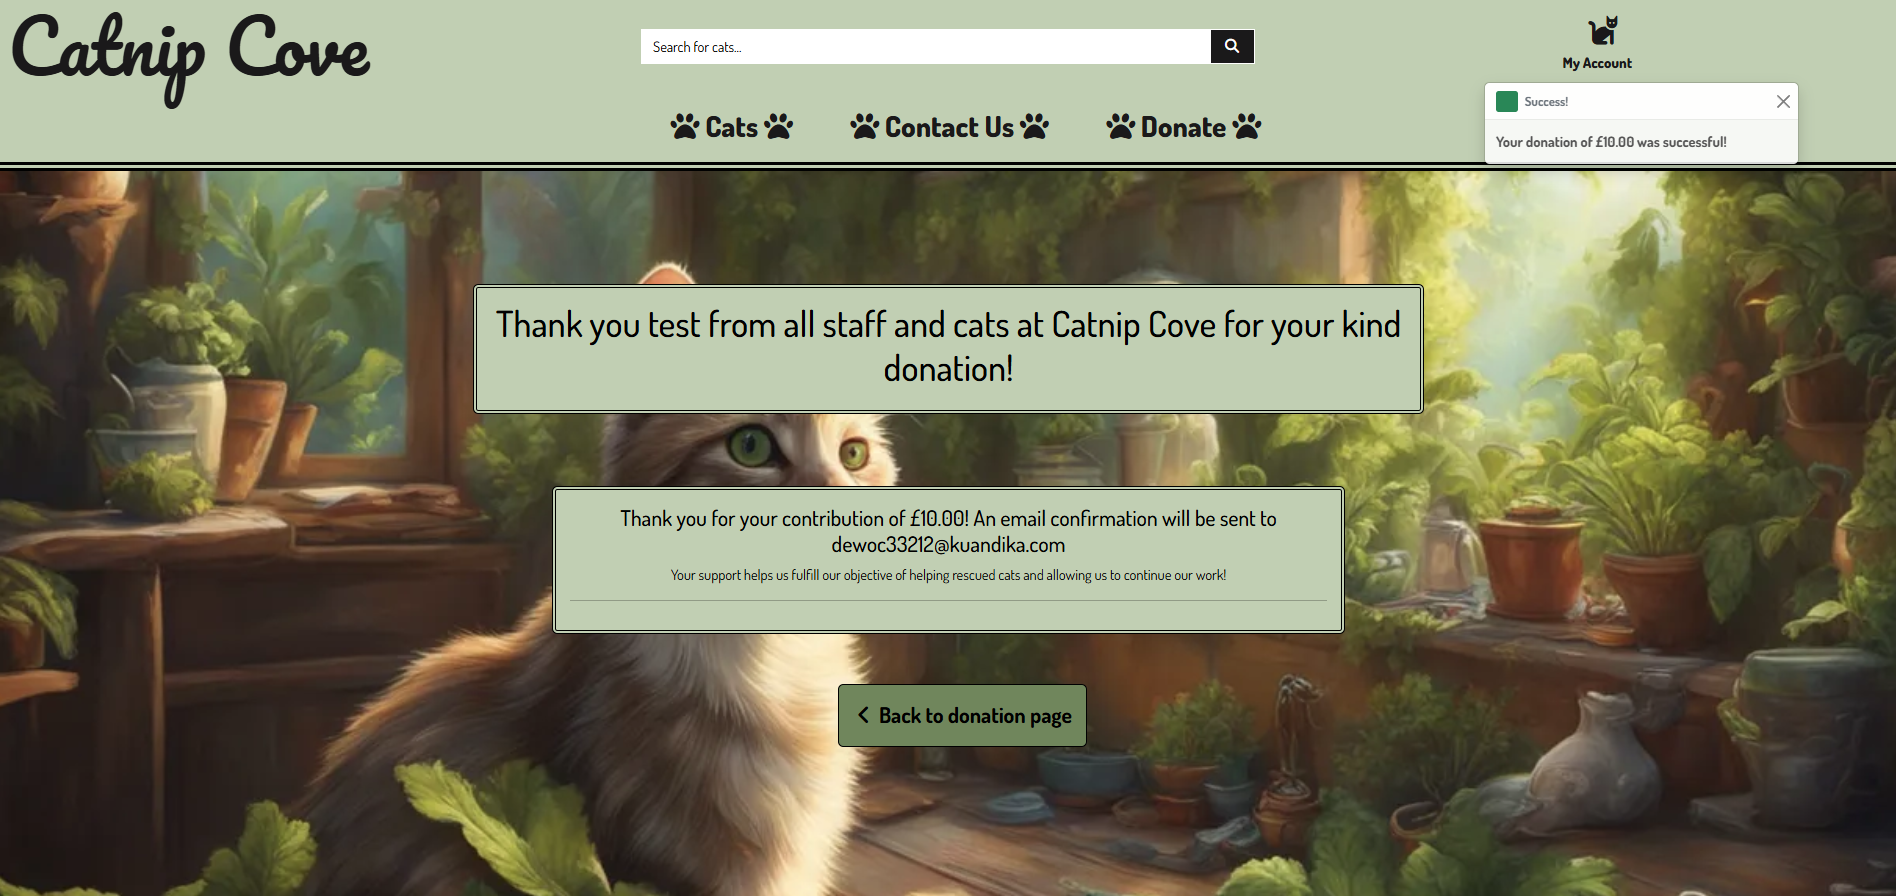 Catnip Cove
Search for cats...
My Account
Cats
Contact Us
Donate
Success!
Your donation of £10.00 was successful!
Thank you test from all staff and cats at Catnip Cove for your kind
donation!
Thank you for your contribution of £10.00! An email confirmation will be sent to
dewoc33212@kuandika.com
Your support helps us fulfill our objective of helping rescued cats and allowing us to continue our work!
Back to donation page